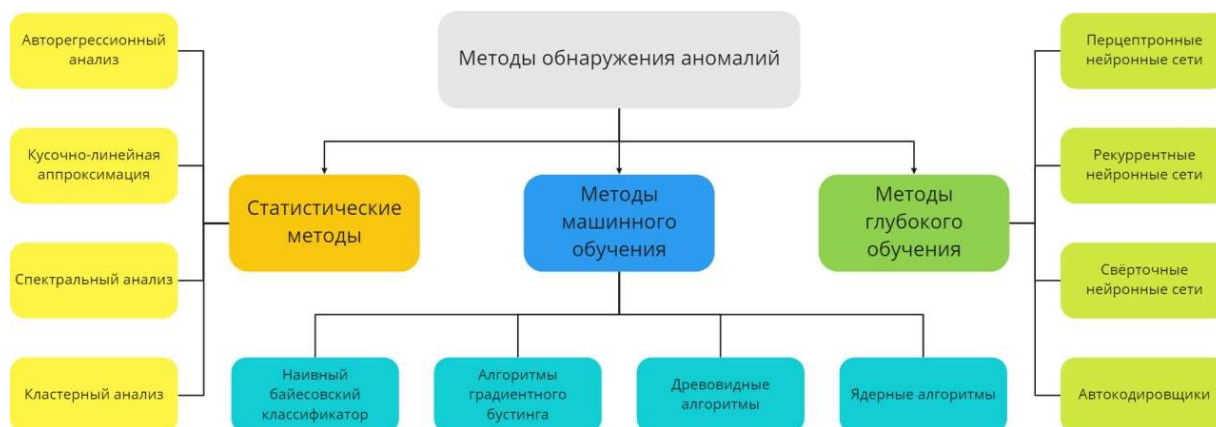 Методы обнаружения аномалий
Статистические
методы
Авторегрессионный
анализ
Кусочно-линейная
аппроксимация
Спектральный анализ
Кластерный анализ
Методы
машинного
обучения
Наивный
байесовский
классификатор
Алгоритмы
градиентного
бустинга
Древовидные
алгоритмы
Ядерные алгоритмы
Методы
глубокого
обучения
Перцептронные
нейронные сети
Рекуррентные
нейронные сети
Свёрточные
нейронные сети
Автокодировщики